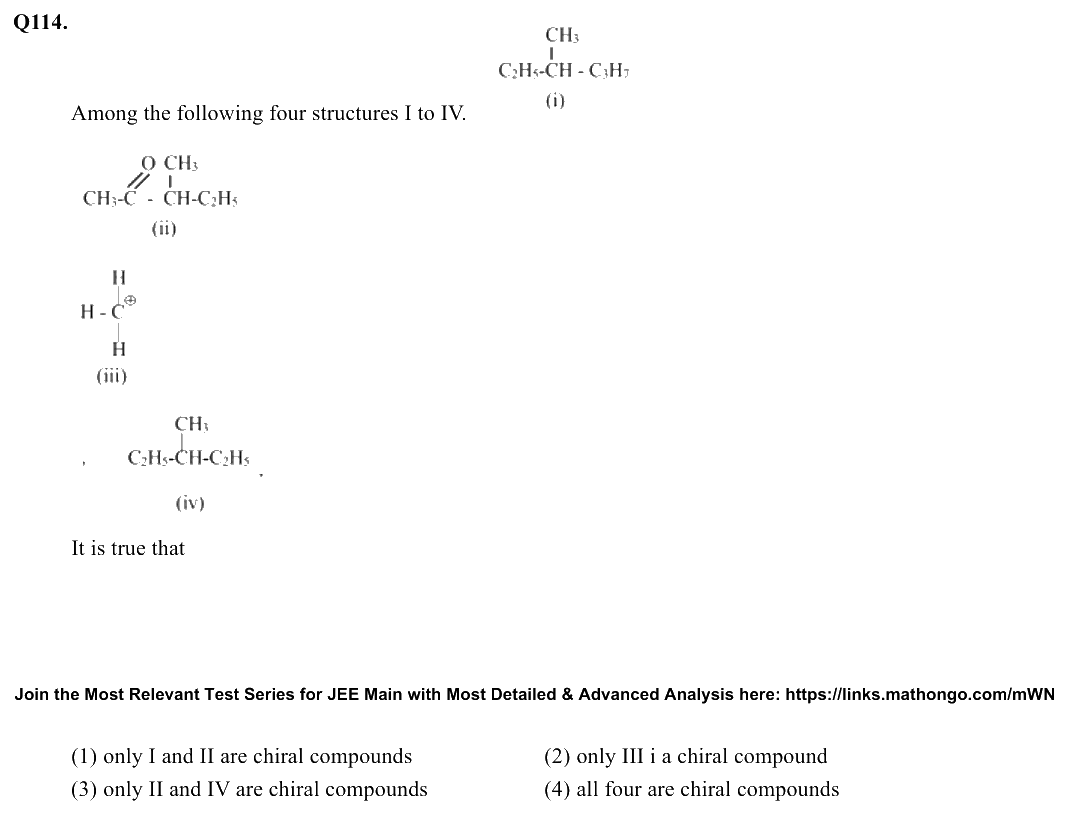 Q114.
CH₃
C₂H₅-CH - C₃H₇
(i)
Among the following four structures I to IV.
O CH₃
CH₃-C - CH-C₂H₅
(ii)
H
H - C⊕
H
(iii)
CH₃
, C₂H₅-CH-C₂H₅ .
(iv)
It is true that
Join the Most Relevant Test Series for JEE Main with Most Detailed & Advanced Analysis here: https://links.mathongo.com/mWN
(1) only I and II are chiral compounds
(2) only III i a chiral compound
(3) only II and IV are chiral compounds
(4) all four are chiral compounds